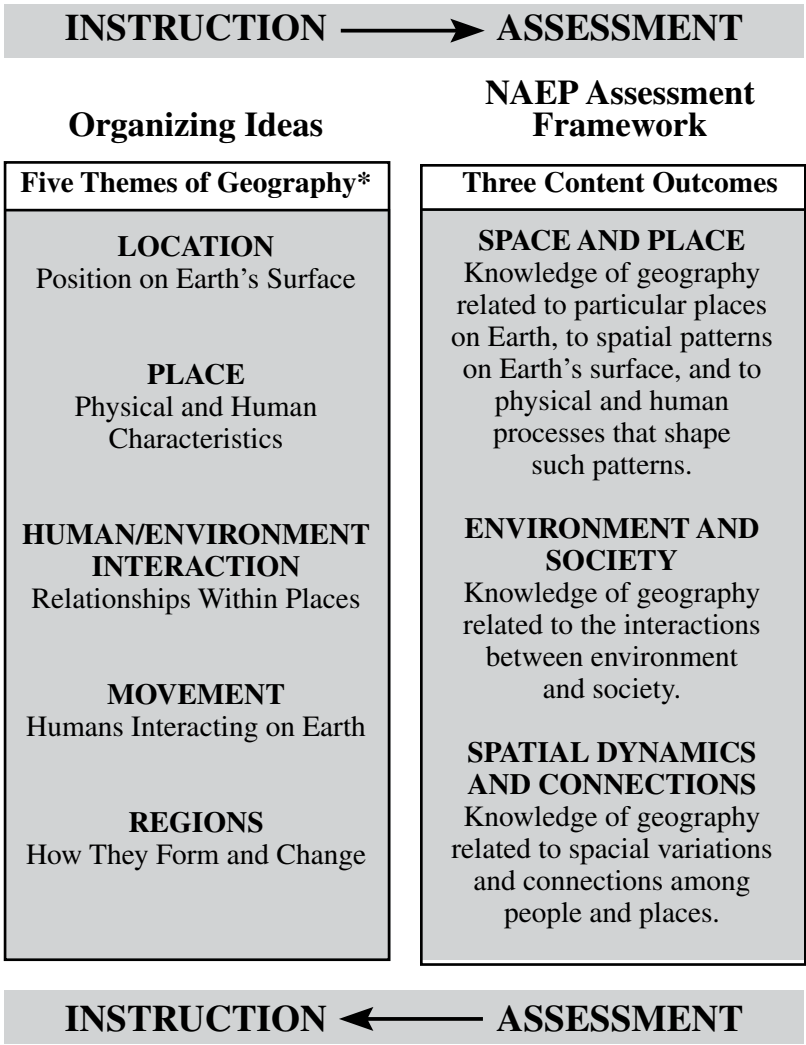 INSTRUCTION → ASSESSMENT
Organizing Ideas
Five Themes of Geography*
LOCATION
Position on Earth’s Surface
PLACE
Physical and Human
Characteristics
HUMAN/ENVIRONMENT
INTERACTION
Relationships Within Places
MOVEMENT
Humans Interacting on Earth
REGIONS
How They Form and Change
NAEP Assessment
Framework
Three Content Outcomes
SPACE AND PLACE
Knowledge of geography
related to particular places
on Earth, to spatial patterns
on Earth’s surface, and to
physical and human
processes that shape
such patterns.
ENVIRONMENT AND
SOCIETY
Knowledge of geography
related to the interactions
between environment
and society.
SPATIAL DYNAMICS
AND CONNECTIONS
Knowledge of geography
related to spacial variations
and connections among
people and places.
INSTRUCTION ← ASSESSMENT